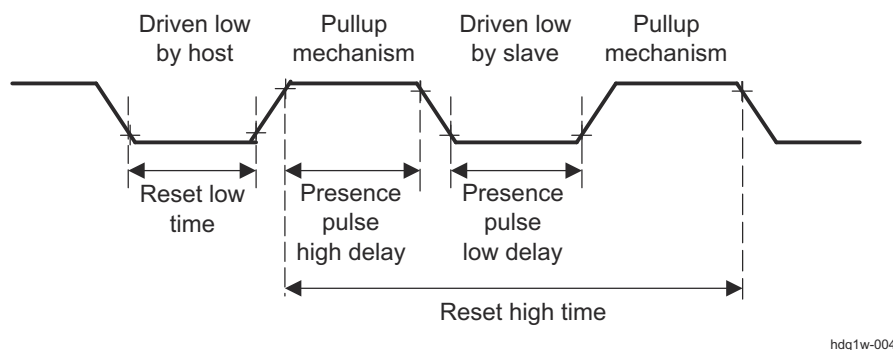 Driven low
by host
Pullup
mechanism
Driven low
by slave
Pullup
mechanism
Reset low
time
Presence
pulse
high delay
Presence
pulse
low delay
Reset high time
hdq1w-004